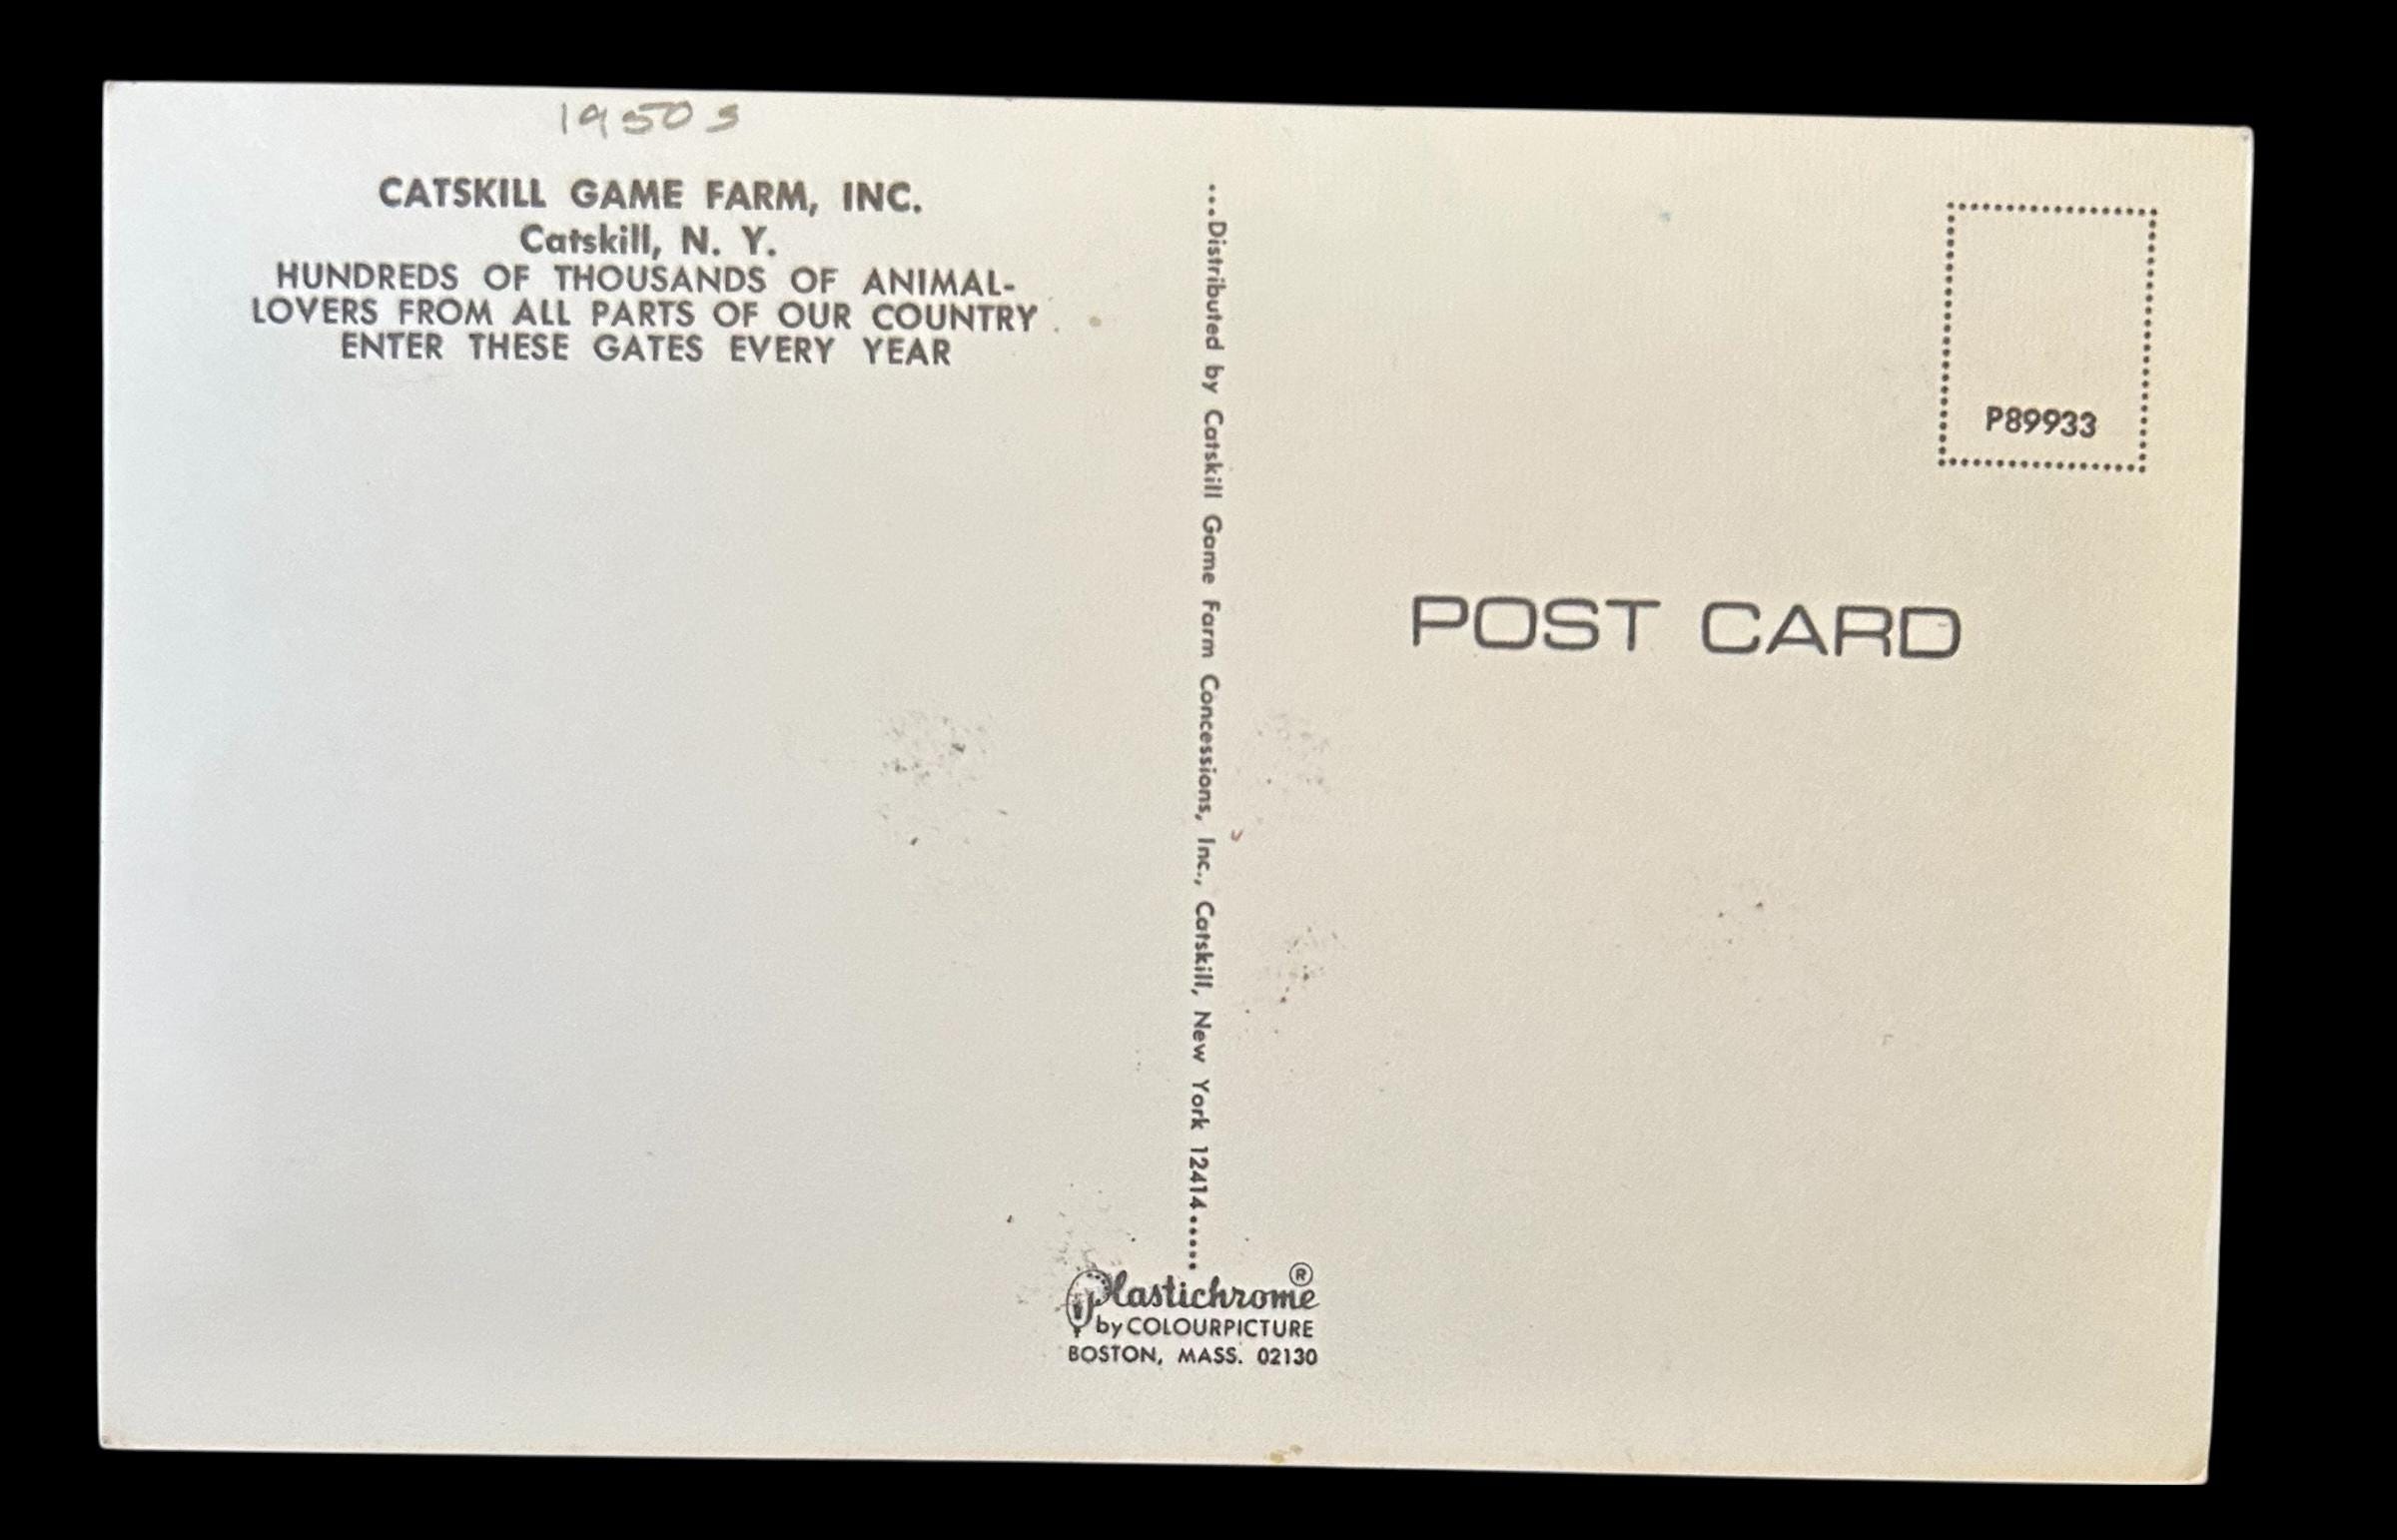 1950s
CATSKILL GAME FARM, INC.
Catskill, N. Y.
HUNDREDS OF THOUSANDS OF ANIMAL-
LOVERS FROM ALL PARTS OF OUR COUNTRY
ENTER THESE GATES EVERY YEAR
...Distributed by Catskill Game Farm Concessions, Inc., Catskill, New York 12414.....
Plastichrome ®
by COLOURPICTURE
BOSTON, MASS. 02130
P89933
POST CARD